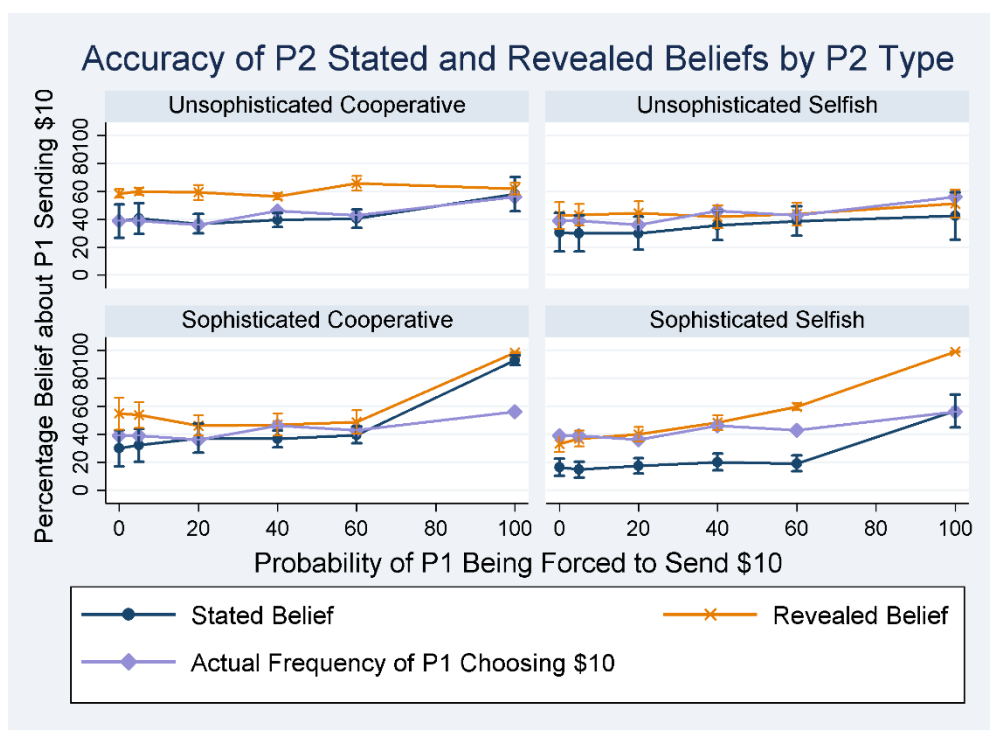 Accuracy of P2 Stated and Revealed Beliefs by P2 Type
Percentage Belief about P1 Sending $10
Unsophisticated Cooperative
Unsophisticated Selfish
100
80
60
40
20
0
Sophisticated Cooperative
Sophisticated Selfish
100
80
60
40
20
0
0 20 40 60 80 100
0 20 40 60 80 100
Probability of P1 Being Forced to Send $10
Stated Belief
Revealed Belief
Actual Frequency of P1 Choosing $10